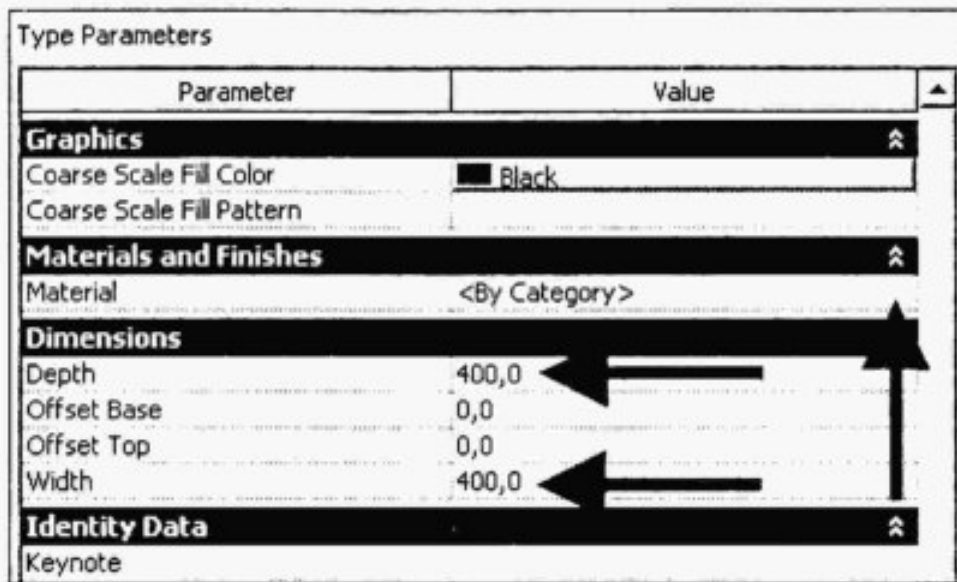 Type Parameters
Parameter Value
Graphics
Coarse Scale Fill Color Black
Coarse Scale Fill Pattern
Materials and Finishes
Material <By Category>
Dimensions
Depth 400,0
Offset Base 0,0
Offset Top 0,0
Width 400,0
Identity Data
Keynote